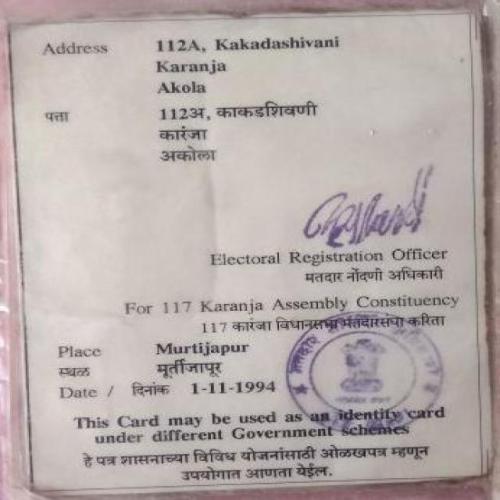 Address 112A, Kakadashivani
Karanja
Akola
पत्ता 112अ, काकडशिवणी
कारंजा
अकोला
Electoral Registration Officer
मतदार नोंदणी अधिकारी
For 117 Karanja Assembly Constituency
117 कारंजा विधानसभा मतदारसंघा करिता
Place Murtijapur
स्थळ मूर्तीजापूर
Date / दिनांक 1-11-1994
This Card may be used as an identity card
under different Government schemes
हे पत्र शासनाच्या विविध योजनांसाठी ओळखपत्र म्हणून
उपयोगात आणता येईल.